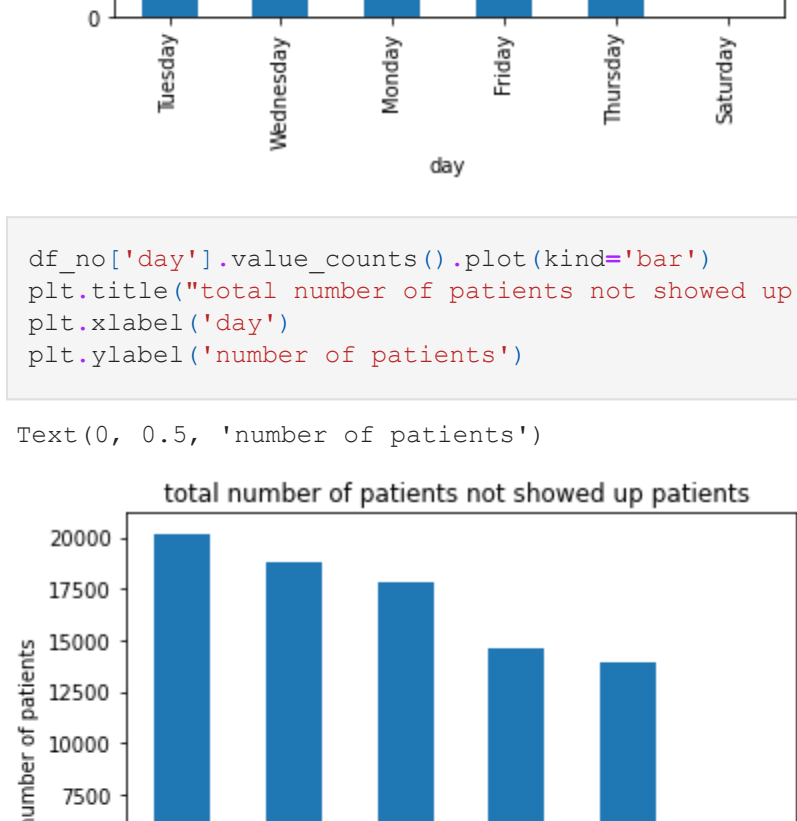 0
Tuesday
Wednesday
Monday
Friday
Thursday
Saturday
day
df_no['day'].value_counts().plot(kind='bar')
plt.title("total number of patients not showed up
plt.xlabel('day')
plt.ylabel('number of patients')
Text(0, 0.5, 'number of patients')
total number of patients not showed up patients
20000
17500
15000
12500
10000
7500
number of patients